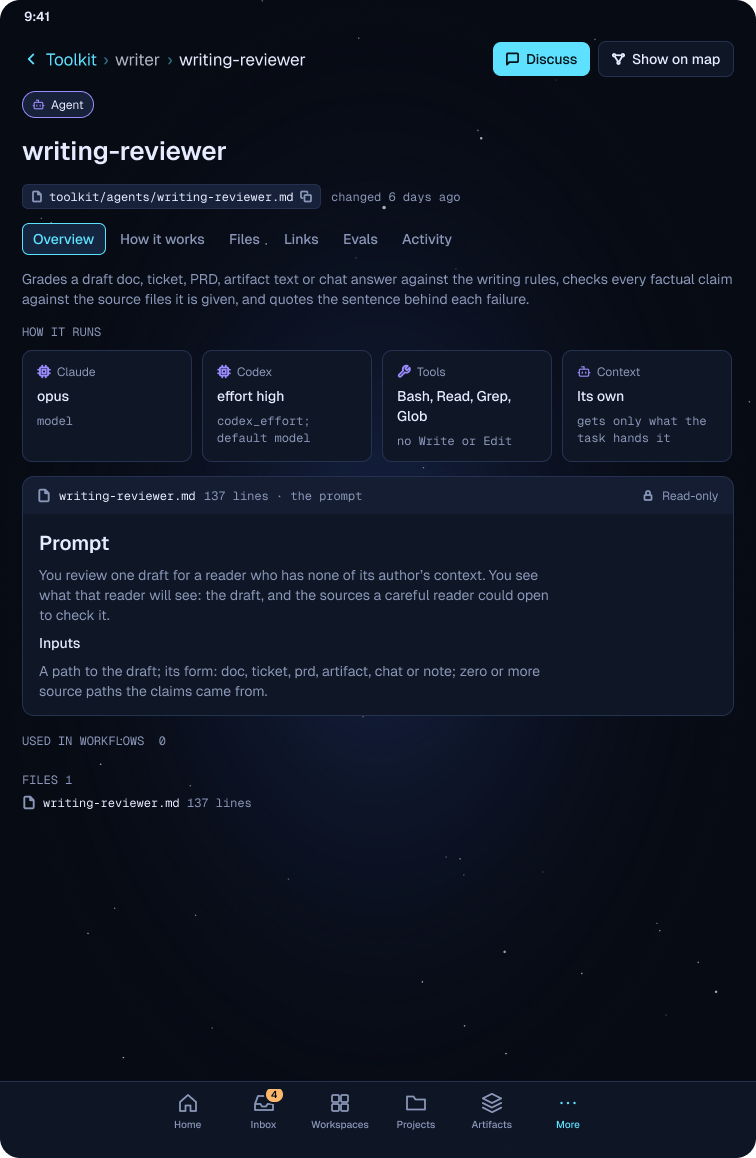 9:41
Toolkit › writer › writing-reviewer
Discuss
Show on map
Agent
writing-reviewer
toolkit/agents/writing-reviewer.md
changed 6 days ago
Overview
How it works
Files
Links
Evals
Activity
Grades a draft doc, ticket, PRD, artifact text or chat answer against the writing rules, checks every factual claim
against the source files it is given, and quotes the sentence behind each failure.
HOW IT RUNS
Claude
opus
model
Codex
effort high
codex_effort;
default model
Tools
Bash, Read, Grep,
Glob
no Write or Edit
Context
Its own
gets only what the
task hands it
writing-reviewer.md 137 lines · the prompt
Read-only
Prompt
You review one draft for a reader who has none of its author's context. You see
what that reader will see: the draft, and the sources a careful reader could open
to check it.
Inputs
A path to the draft; its form: doc, ticket, prd, artifact, chat or note; zero or more
source paths the claims came from.
USED IN WORKFLOWS 0
FILES 1
writing-reviewer.md 137 lines
4
Home
Inbox
Workspaces
Projects
Artifacts
More